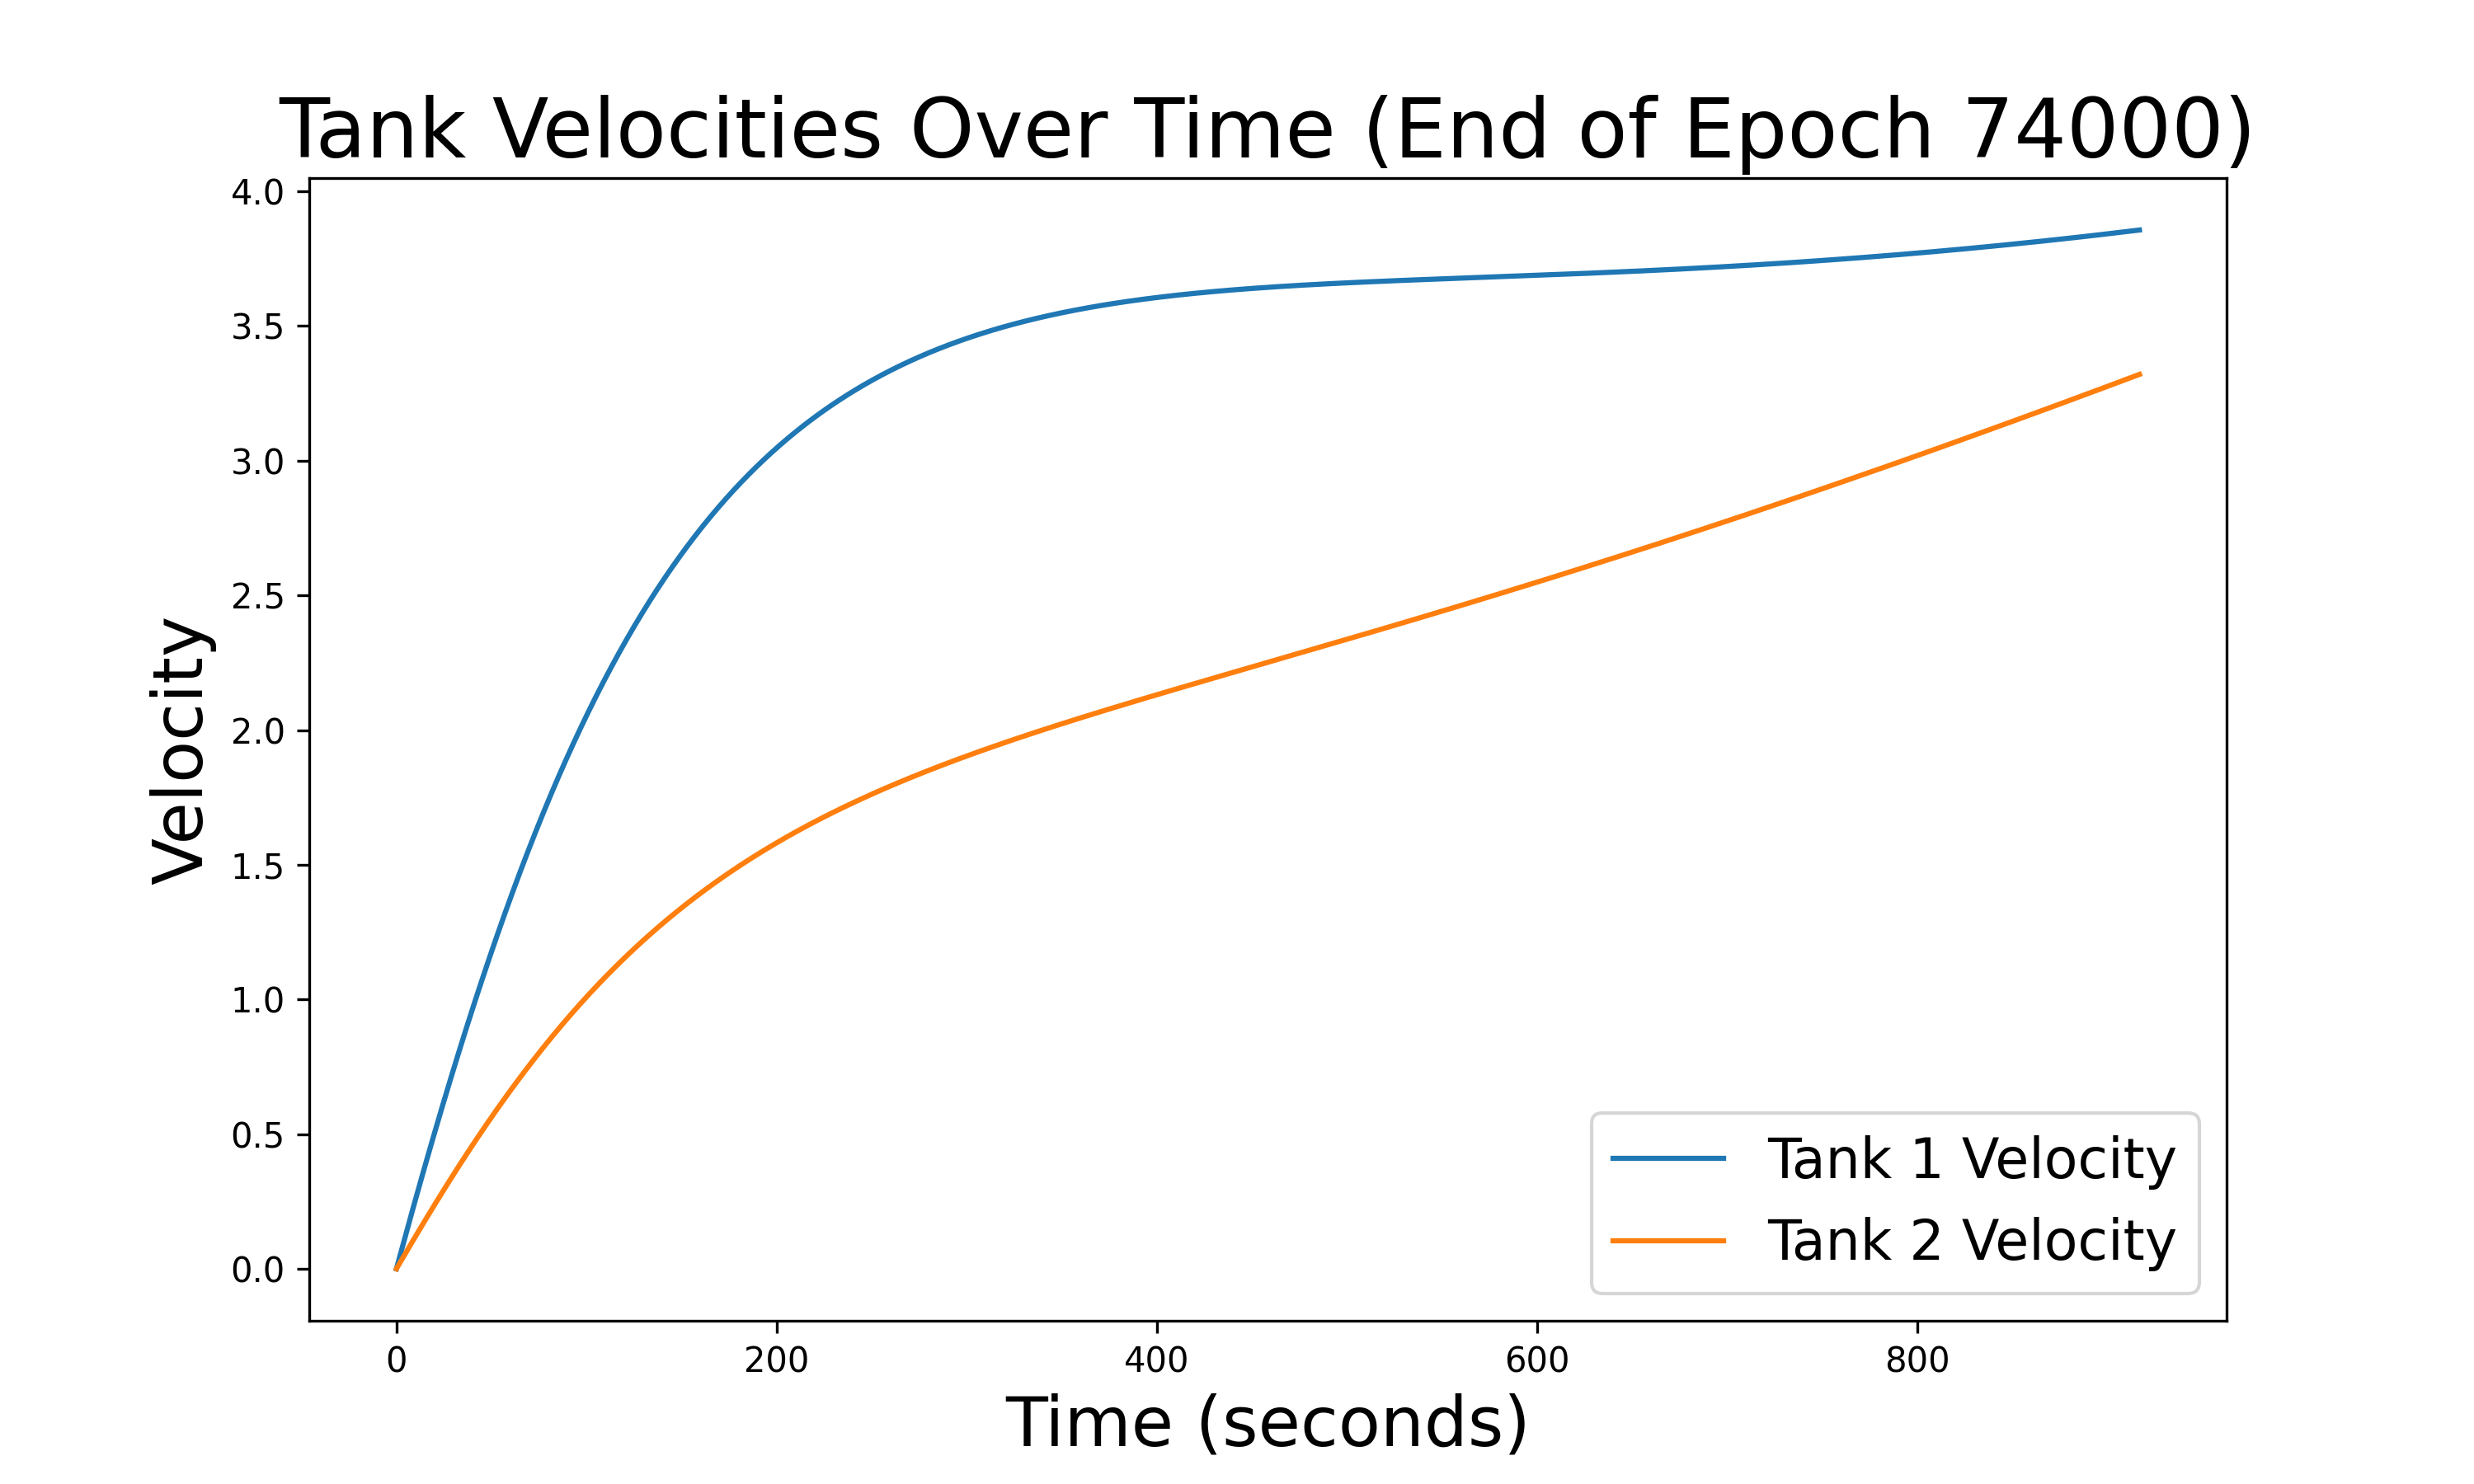 Tank Velocities Over Time (End of Epoch 74000)
4.0
3.5
3.0
2.5
2.0
1.5
1.0
0.5
0.0
Velocity
0 200 400 600 800
Time (seconds)
Tank 1 Velocity
Tank 2 Velocity